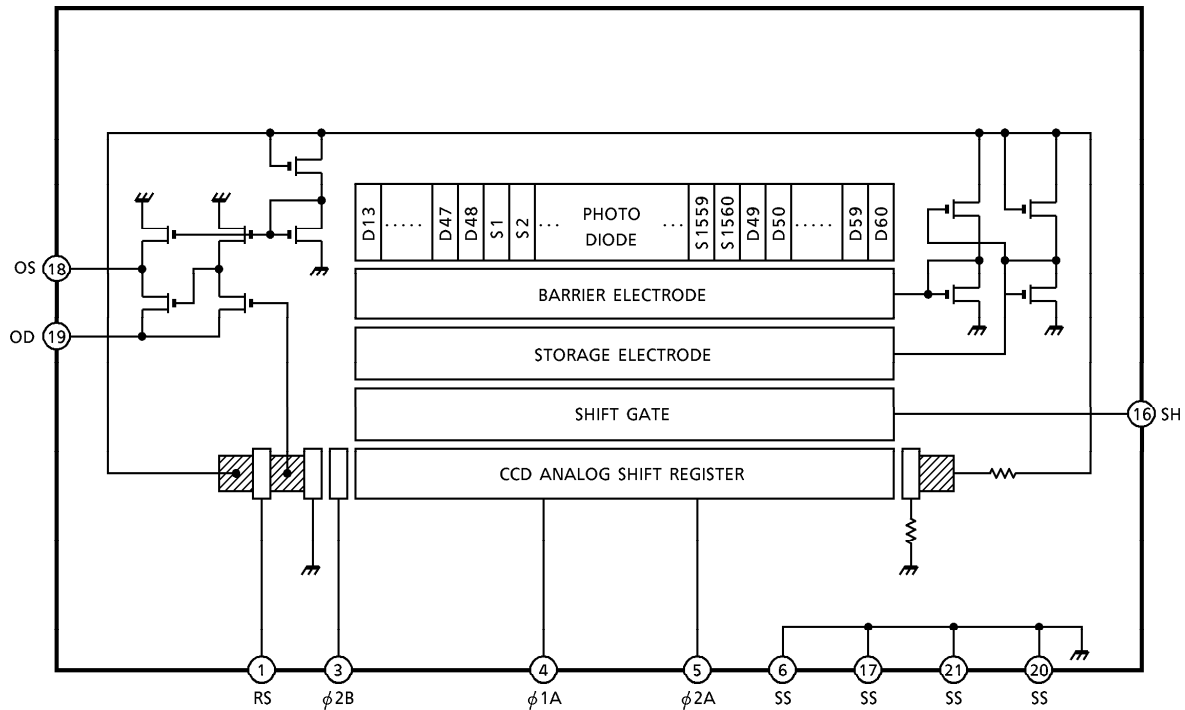 D13 ····· D47 D48 S1 S2 ··· PHOTO DIODE ··· S1559 S1560 D49 D50 ····· D59 D60
OS 18
BARRIER ELECTRODE
OD 19
STORAGE ELECTRODE
SHIFT GATE
16 SH
CCD ANALOG SHIFT REGISTER
1 3 4 5 6 17 21 20
RS ϕ2B ϕ1A ϕ2A SS SS SS SS